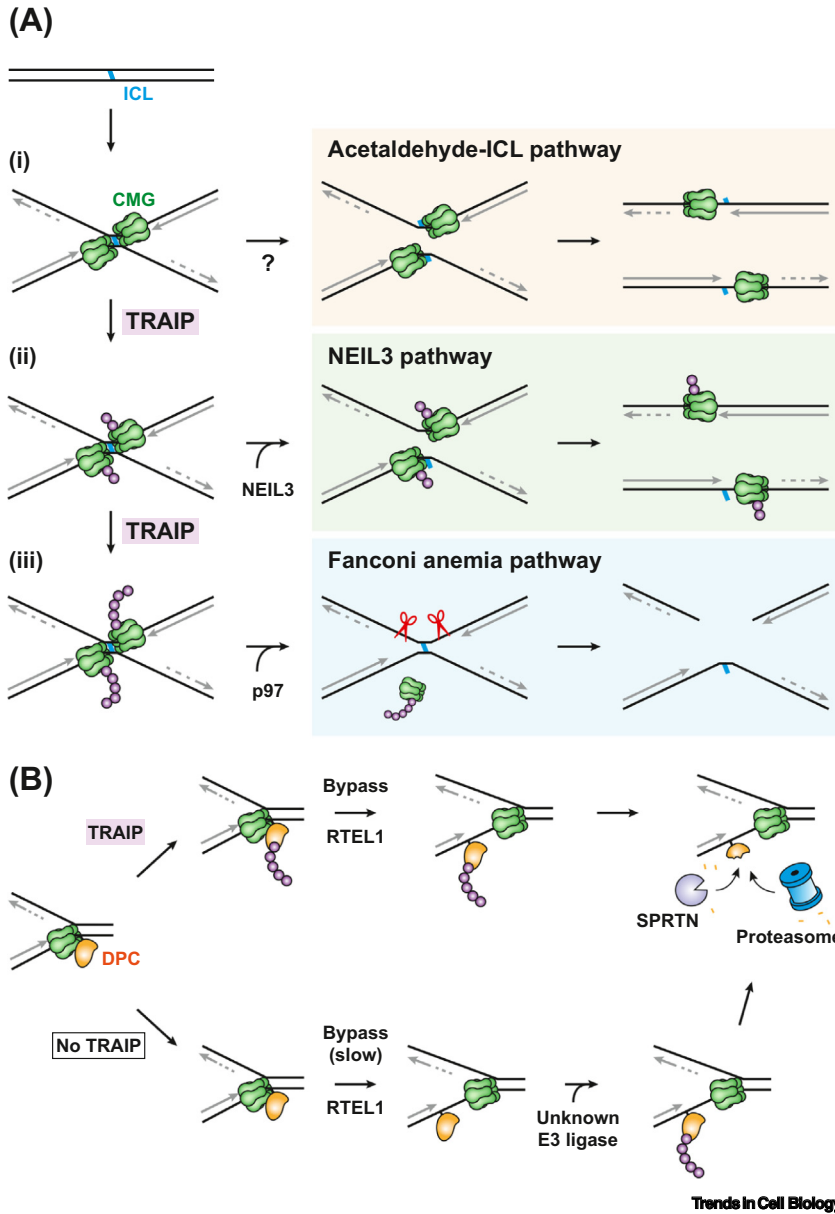 (A)
ICL
(i)
Acetaldehyde-ICL pathway
CMG
?
TRAIP
(ii)
NEIL3 pathway
NEIL3
TRAIP
(iii)
Fanconi anemia pathway
p97
(B)
TRAIP
Bypass
RTEL1
SPRTN
Proteasome
DPC
No TRAIP
Bypass
(slow)
RTEL1
Unknown
E3 ligase
Trends in Cell Biology